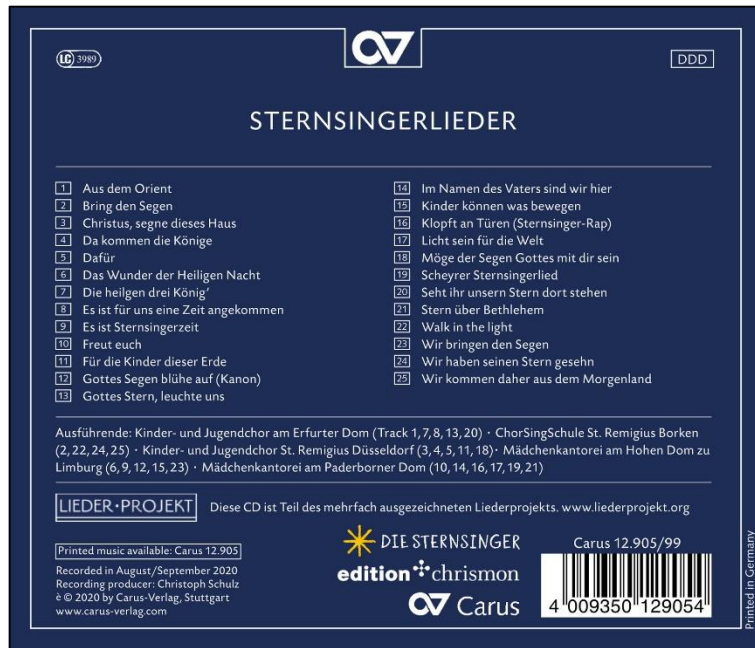 LC 3989
DDD
STERNSINGERLIEDER
1 Aus dem Orient
2 Bring den Segen
3 Christus, segne dieses Haus
4 Da kommen die Könige
5 Dafür
6 Das Wunder der Heiligen Nacht
7 Die heilgen drei König'
8 Es ist für uns eine Zeit angekommen
9 Es ist Sternsingerzeit
10 Freut euch
11 Für die Kinder dieser Erde
12 Gottes Segen blühe auf (Kanon)
13 Gottes Stern, leuchte uns
14 Im Namen des Vaters sind wir hier
15 Kinder können was bewegen
16 Klopft an Türen (Sternsinger-Rap)
17 Licht sein für die Welt
18 Möge der Segen Gottes mit dir sein
19 Scheyrer Sternsingerlied
20 Seht ihr unsern Stern dort stehen
21 Stern über Bethlehem
22 Walk in the light
23 Wir bringen den Segen
24 Wir haben seinen Stern gesehn
25 Wir kommen daher aus dem Morgenland
Ausführende: Kinder- und Jugendchor am Erfurter Dom (Track 1,7,8,13,20) · ChorSingSchule St. Remigius Borken
(2,22,24,25) · Kinder- und Jugendchor St. Remigius Düsseldorf (3,4,5,11,18)· Mädchenkantorei am Hohen Dom zu
Limburg (6,9,12,15,23) · Mädchenkantorei am Paderborner Dom (10,14,16,17,19,21)
LIEDER·PROJEKT Diese CD ist Teil des mehrfach ausgezeichneten Liederprojekts. www.liederprojekt.org
Printed music available: Carus 12.905
Recorded in August/September 2020
Recording producer: Christoph Schulz
è © 2020 by Carus-Verlag, Stuttgart
www.carus-verlag.com
DIE STERNSINGER
edition chrismon
Carus
Carus 12.905/99
4 009350 129054
Printed in Germany